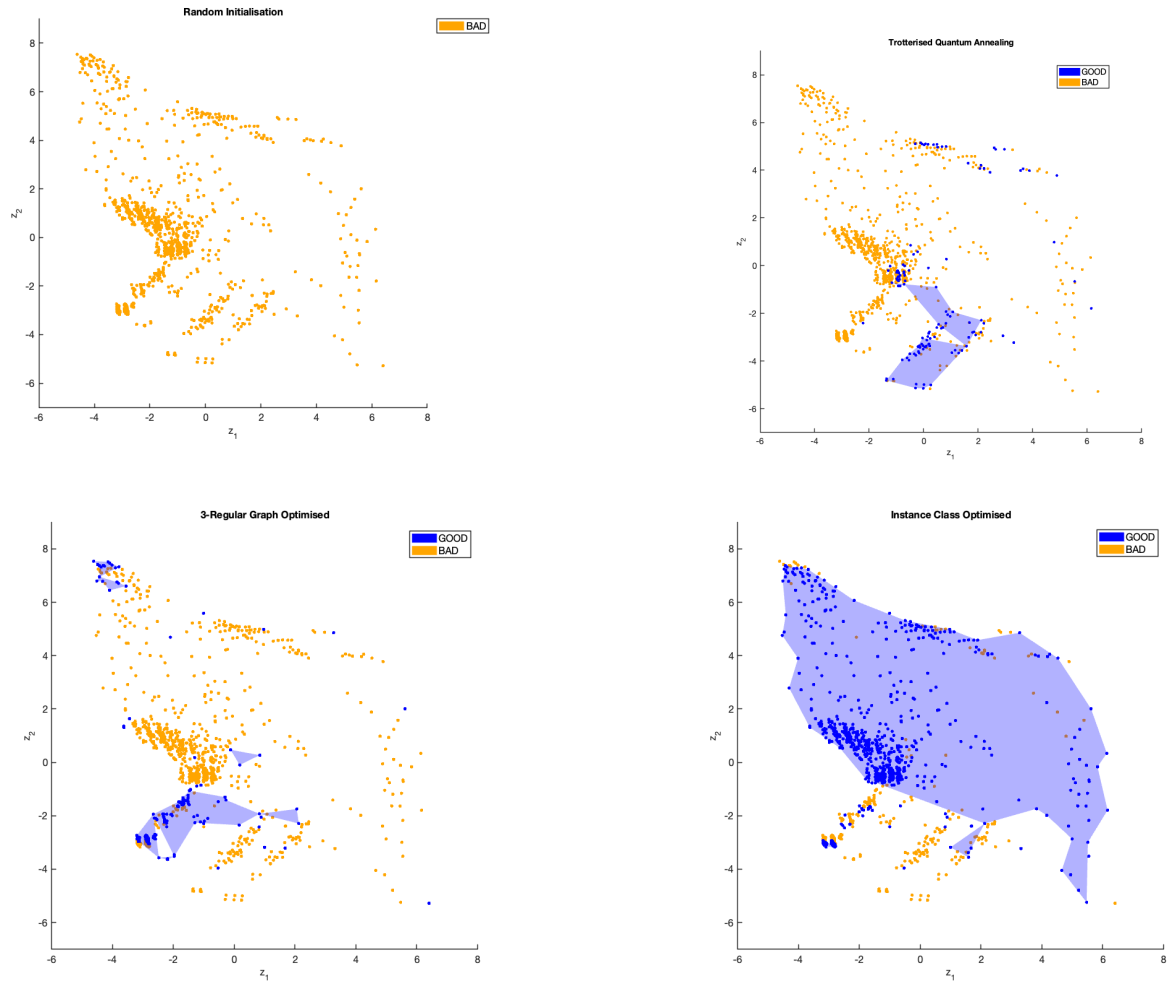 Random Initialisation
BAD
8
6
4
2
0
-2
-4
-6
z2
-6 -4 -2 0 2 4 6 8
z1
Trotterised Quantum Annealing
GOOD
BAD
8
6
4
2
0
-2
-4
-6
z2
-6 -4 -2 0 2 4 6 8
z1
3-Regular Graph Optimised
GOOD
BAD
8
6
4
2
0
-2
-4
-6
z2
-6 -4 -2 0 2 4 6 8
z1
Instance Class Optimised
GOOD
BAD
8
6
4
2
0
-2
-4
-6
z2
-6 -4 -2 0 2 4 6 8
z1